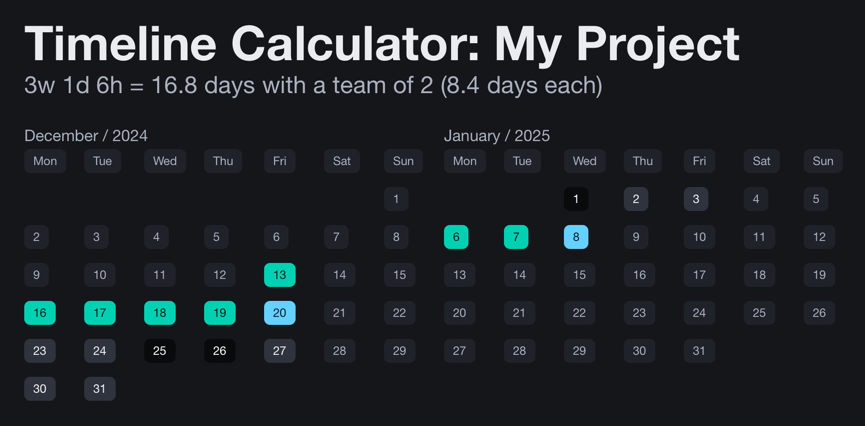 Timeline Calculator: My Project
3w 1d 6h = 16.8 days with a team of 2 (8.4 days each)
December / 2024
Mon Tue Wed Thu Fri Sat Sun
1
2 3 4 5 6 7 8
9 10 11 12 13 14 15
16 17 18 19 20 21 22
23 24 25 26 27 28 29
30 31
January / 2025
Mon Tue Wed Thu Fri Sat Sun
1 2 3 4 5
6 7 8 9 10 11 12
13 14 15 16 17 18 19
20 21 22 23 24 25 26
27 28 29 30 31